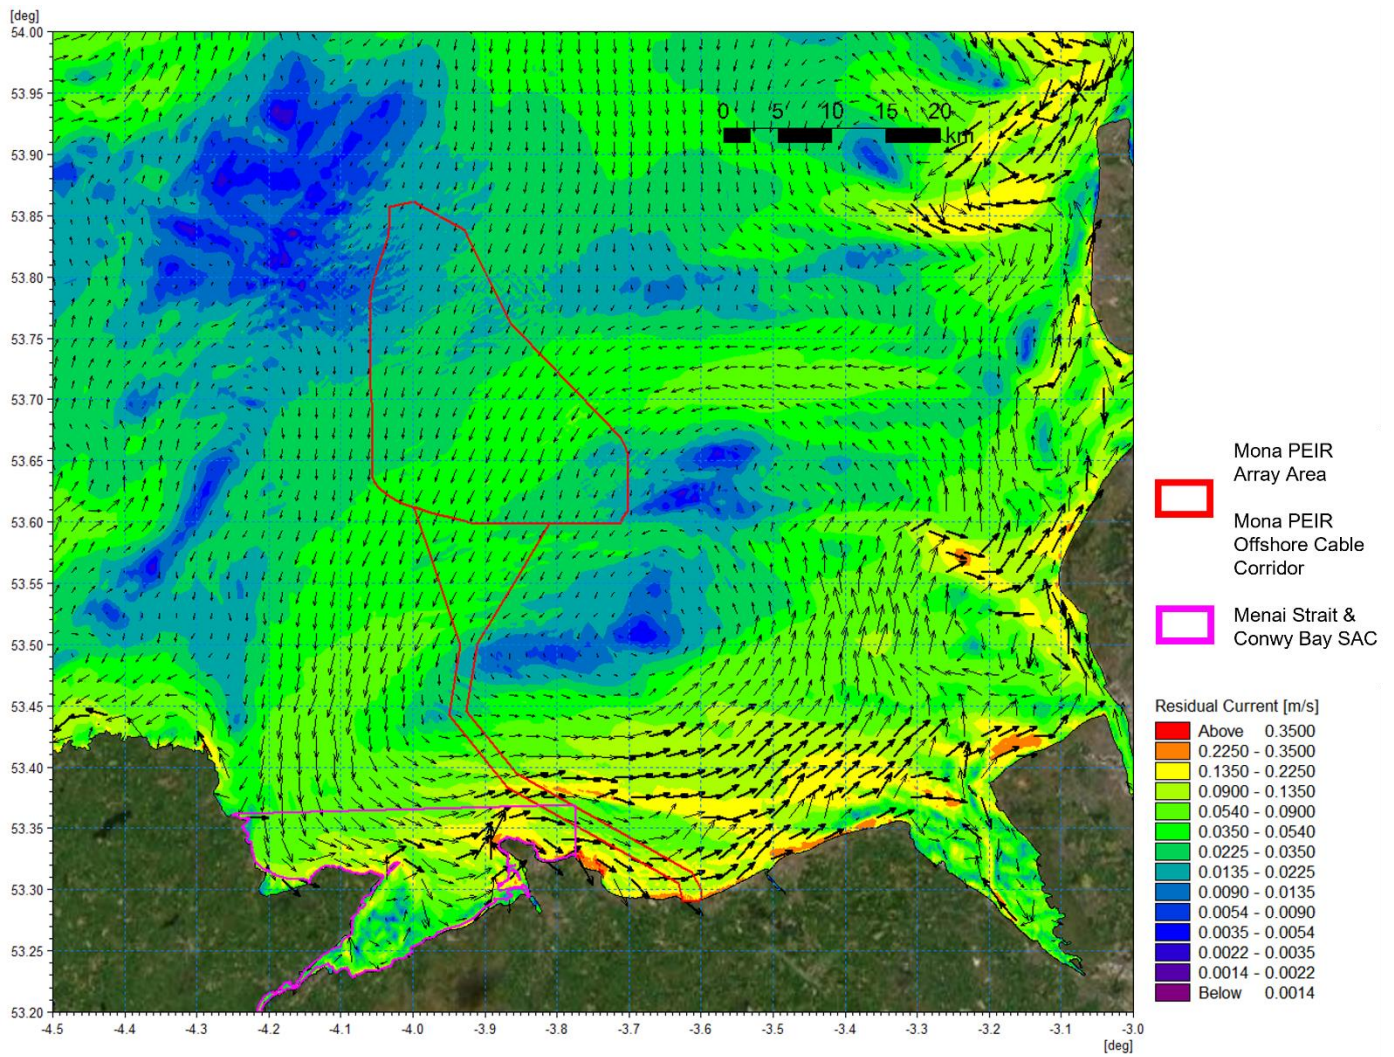 [deg]
54.00
53.95
53.90
53.85
53.80
53.75
53.70
53.65
53.60
53.55
53.50
53.45
53.40
53.35
53.30
53.25
53.20
0 5 10 15 20
km
-4.5 -4.4 -4.3 -4.2 -4.1 -4.0 -3.9 -3.8 -3.7 -3.6 -3.5 -3.4 -3.3 -3.2 -3.1 -3.0
[deg]
Mona PEIR
Array Area
Mona PEIR
Offshore Cable
Corridor
Menai Strait &
Conwy Bay SAC
Residual Current [m/s]
Above 0.3500
0.2250 - 0.3500
0.1350 - 0.2250
0.0900 - 0.1350
0.0540 - 0.0900
0.0350 - 0.0540
0.0225 - 0.0350
0.0135 - 0.0225
0.0090 - 0.0135
0.0054 - 0.0090
0.0035 - 0.0054
0.0022 - 0.0035
0.0014 - 0.0022
Below 0.0014